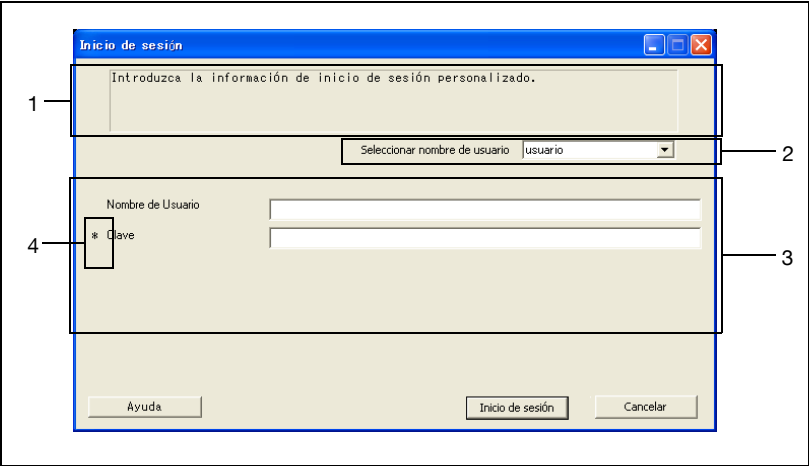 Inicio de sesión
1
Introduzca la información de inicio de sesión personalizado.
Seleccionar nombre de usuario usuario
2
Nombre de Usuario
4
* Clave
3
Ayuda Inicio de sesión Cancelar